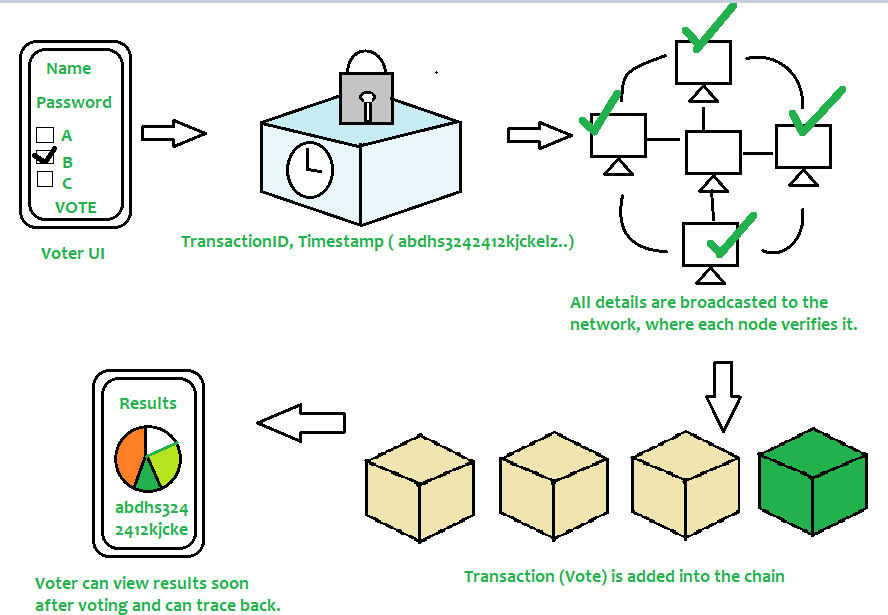 Name
Password
A
B
C
VOTE
Voter UI
TransactionID, Timestamp ( abdhs3242412kjckelz..)
All details are broadcasted to the
network, where each node verifies it.
Results
abdhs324
2412kjcke
Voter can view results soon
after voting and can trace back.
Transaction (Vote) is added into the chain